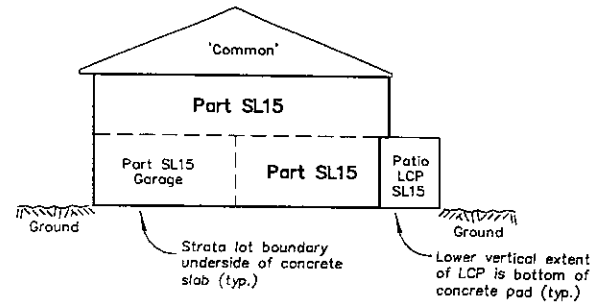 'Common'
Part SL15
Part SL15
Garage
Part SL15
Patio
LCP
SL15
Ground
Ground
Strata lot boundary
underside of concrete
slab (typ.)
Lower vertical extent
of LCP is bottom of
concrete pad (typ.)